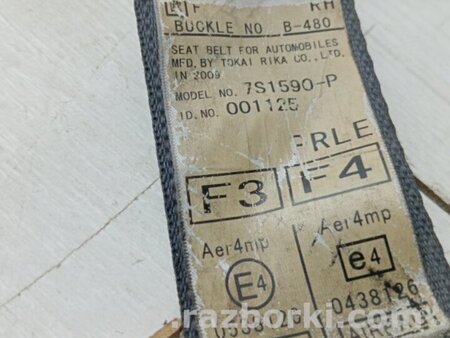 F RH
BUCKLE NO B-480
SEAT BELT FOR AUTOMOBILES
MFD. BY TOKAI RIKA CO., LTD.
IN 2009
MODEL NO. 7S1590-P
ID. NO. 001125
PRLE
F3 F4
Aer4mp Aer4mp
E4 e4
0438126
razborki.com